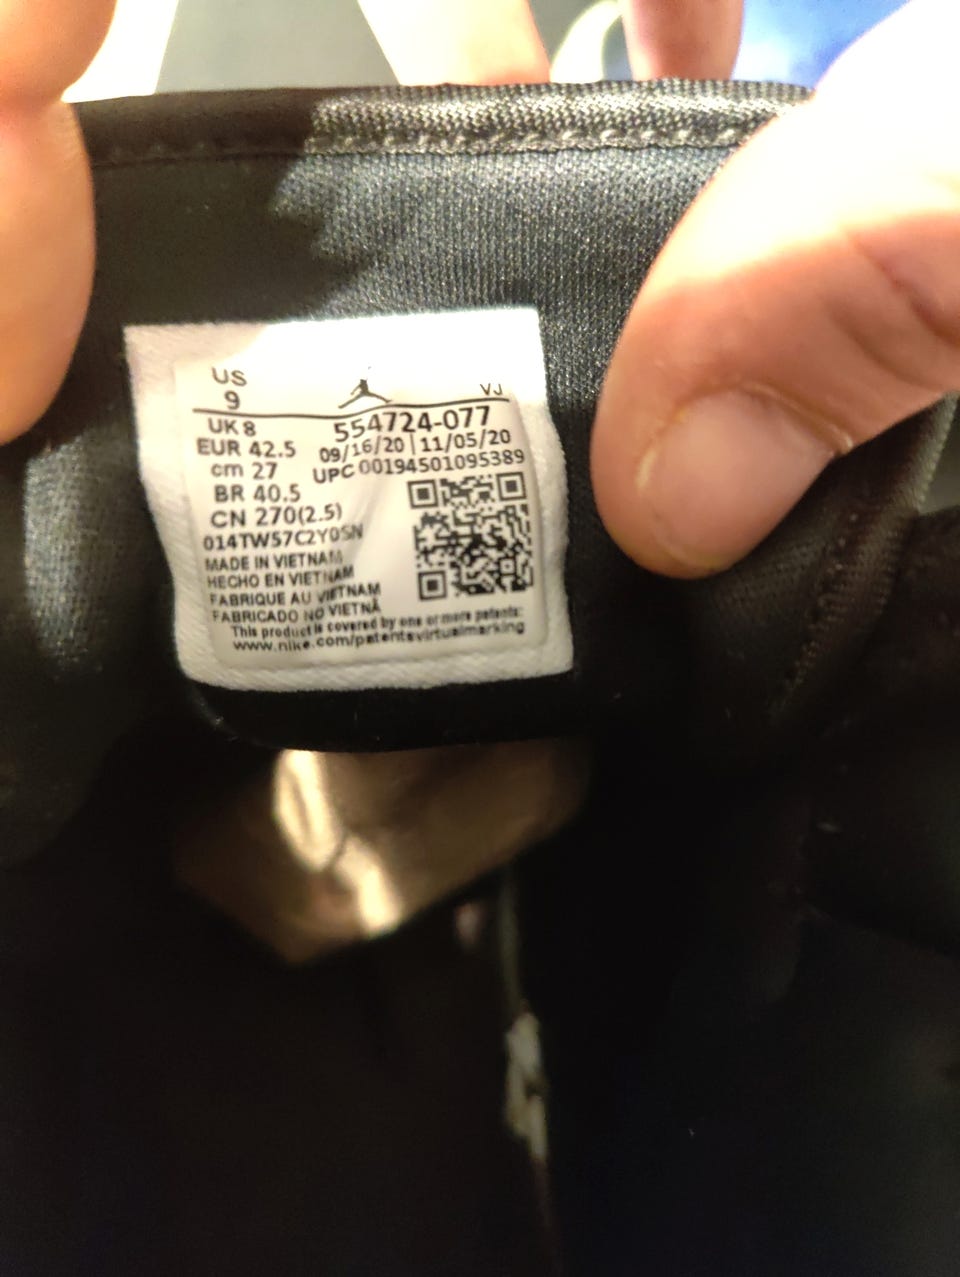 US
9
VJ
UK 8
554724-077
EUR 42.5
09/16/20 | 11/05/20
cm 27
UPC 00194501095389
BR 40.5
CN 270(2.5)
014TW57C2Y0SN
MADE IN VIETNAM
HECHO EN VIETNAM
FABRIQUE AU VIETNAM
FABRICADO NO VIETNÃ
This product is covered by one or more patents:
www.nike.com/patentsvirtualmarking